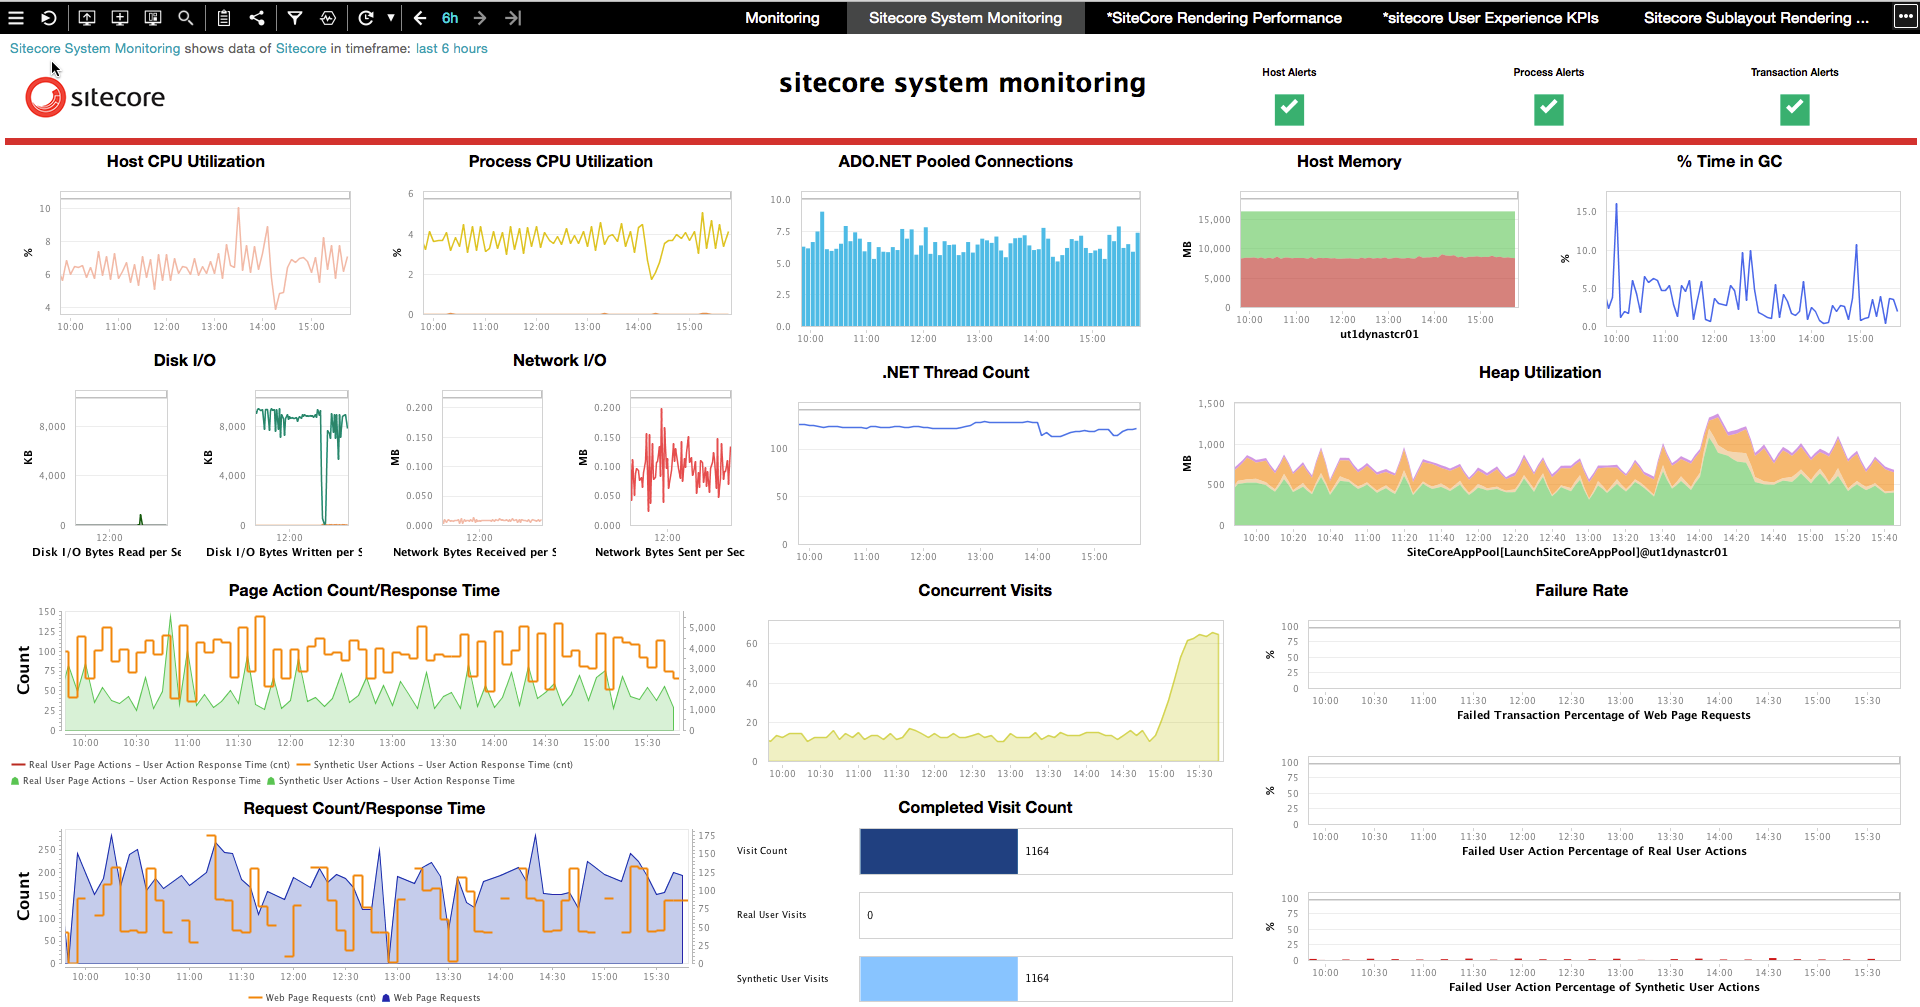 6h
Monitoring
Sitecore System Monitoring
*SiteCore Rendering Performance
*sitecore User Experience KPIs
Sitecore Sublayout Rendering ...
Sitecore System Monitoring shows data of Sitecore in timeframe: last 6 hours
sitecore
sitecore system monitoring
Host Alerts
Process Alerts
Transaction Alerts
Host CPU Utilization
%
10
8
6
4
10:00 11:00 12:00 13:00 14:00 15:00
Process CPU Utilization
%
6
4
2
0
10:00 11:00 12:00 13:00 14:00 15:00
ADO.NET Pooled Connections
10.0
7.5
5.0
2.5
0.0
10:00 11:00 12:00 13:00 14:00 15:00
Host Memory
MB
15,000
10,000
5,000
0
10:00 11:00 12:00 13:00 14:00 15:00
ut1dynastcr01
% Time in GC
%
15.0
10.0
5.0
0.0
10:00 11:00 12:00 13:00 14:00 15:00
Disk I/O
KB
8,000
4,000
0
12:00
Disk I/O Bytes Read per Se
KB
8,000
4,000
0
12:00
Disk I/O Bytes Written per S
Network I/O
MB
0.200
0.150
0.100
0.050
0.000
12:00
Network Bytes Received per S
MB
0.200
0.150
0.100
0.050
0.000
12:00
Network Bytes Sent per Sec
.NET Thread Count
100
50
0
10:00 11:00 12:00 13:00 14:00 15:00
Heap Utilization
MB
1,500
1,000
500
0
10:00 10:20 10:40 11:00 11:20 11:40 12:00 12:20 12:40 13:00 13:20 13:40 14:00 14:20 14:40 15:00 15:20 15:40
SiteCoreAppPool[LaunchSiteCoreAppPool]@ut1dynastcr01
Page Action Count/Response Time
Count
150
125
100
75
50
25
0
5,000
4,000
3,000
2,000
1,000
0
10:00 10:30 11:00 11:30 12:00 12:30 13:00 13:30 14:00 14:30 15:00 15:30
Real User Page Actions - User Action Response Time (cnt) Synthetic User Actions - User Action Response Time (cnt)
Real User Page Actions - User Action Response Time Synthetic User Actions - User Action Response Time
Concurrent Visits
60
40
20
0
10:00 10:30 11:00 11:30 12:00 12:30 13:00 13:30 14:00 14:30 15:00 15:30
Failure Rate
%
100
75
50
25
0
10:00 10:30 11:00 11:30 12:00 12:30 13:00 13:30 14:00 14:30 15:00 15:30
Failed Transaction Percentage of Web Page Requests
%
100
75
50
25
0
10:00 10:30 11:00 11:30 12:00 12:30 13:00 13:30 14:00 14:30 15:00 15:30
Failed User Action Percentage of Real User Actions
%
100
75
50
25
0
10:00 10:30 11:00 11:30 12:00 12:30 13:00 13:30 14:00 14:30 15:00 15:30
Failed User Action Percentage of Synthetic User Actions
Request Count/Response Time
Count
250
200
150
100
50
0
175
150
125
100
75
50
25
0
10:00 10:30 11:00 11:30 12:00 12:30 13:00 13:30 14:00 14:30 15:00 15:30
Web Page Requests (cnt) Web Page Requests
Completed Visit Count
Visit Count 1164
Real User Visits 0
Synthetic User Visits 1164